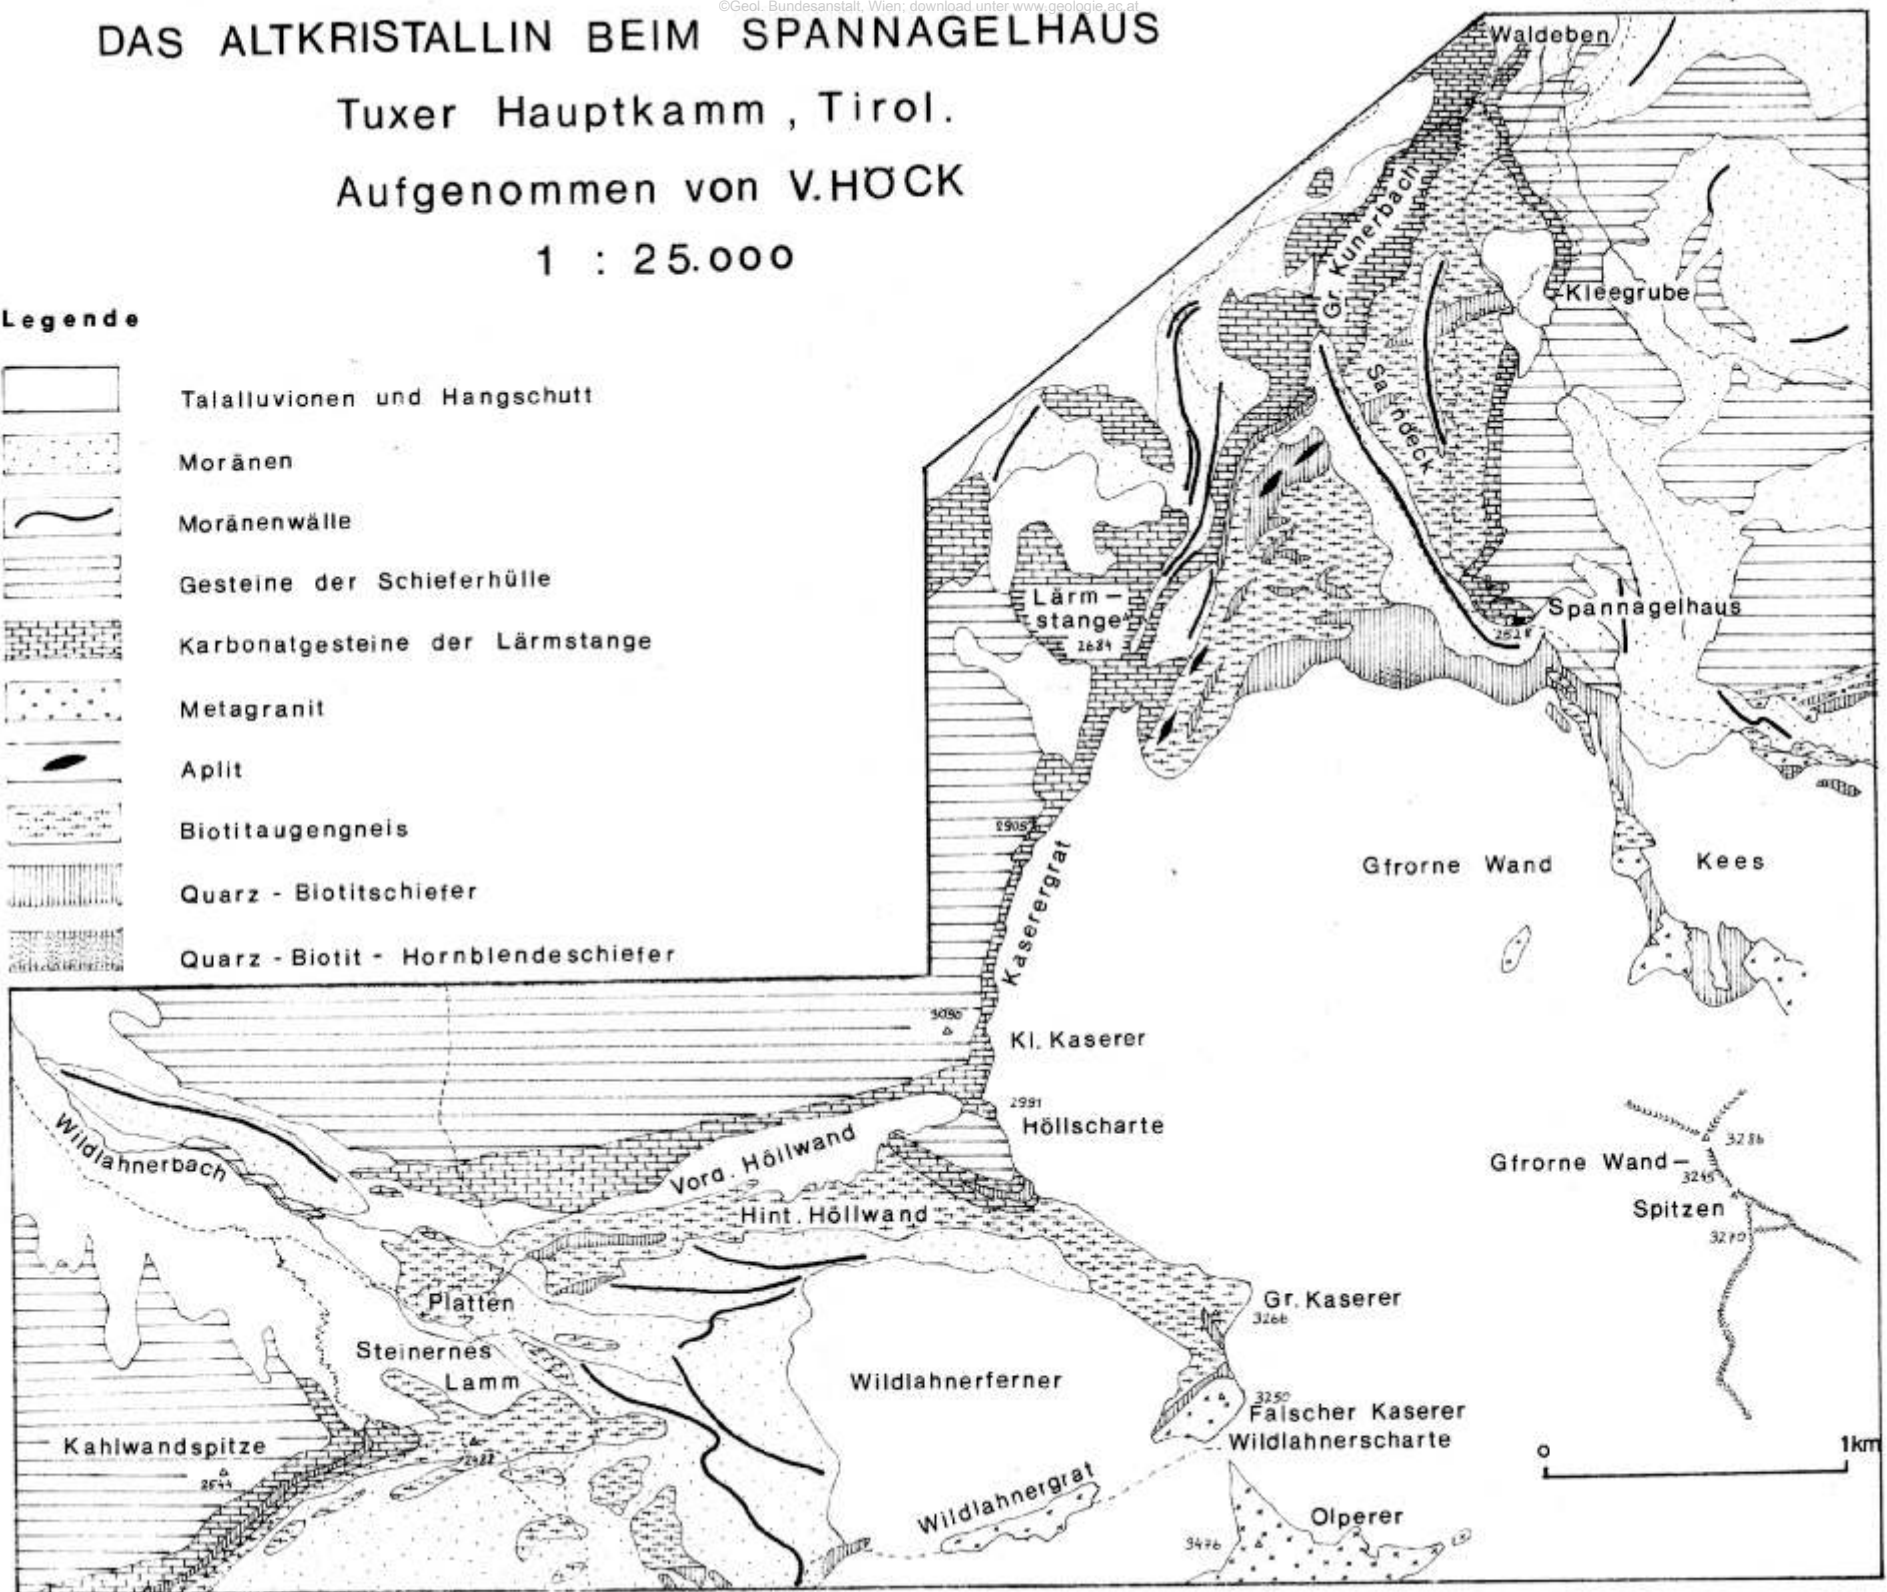 ©Geol. Bundesanstalt, Wien; download unter www.geologie.ac.at
DAS ALTKRISTALLIN BEIM SPANNAGELHAUS
Tuxer Hauptkamm, Tirol.
Aufgenommen von V.HÖCK
1 : 25.000
Legende
Talalluvionen und Hangschutt
Moränen
Moränenwälle
Gesteine der Schieferhülle
Karbonatgesteine der Lärmstange
Metagranit
Aplit
Biotitaugengneis
Quarz - Biotitschiefer
Quarz - Biotit - Hornblendeschiefer
Waldeben
Gr. Kunerbach
Kleegrube
Sandeck
Lärm-
stange
2684
Spannagelhaus
2528
2905
Kaserergrat
Gfrorne Wand
Kees
3090
Kl. Kaserer
2991
Höllscharte
Wildlahnerbach
Vord. Höllwand
Hint. Höllwand
3286
Gfrorne Wand-
3245
Spitzen
3270
Platten
Gr. Kaserer
3266
Steinernes
Lamm
Wildlahnerferner
3250
Falscher Kaserer
Wildlahnerscharte
Kahlwandspitze
2644
2482
0 1km
Wildlahnergrat
Olperer
3476